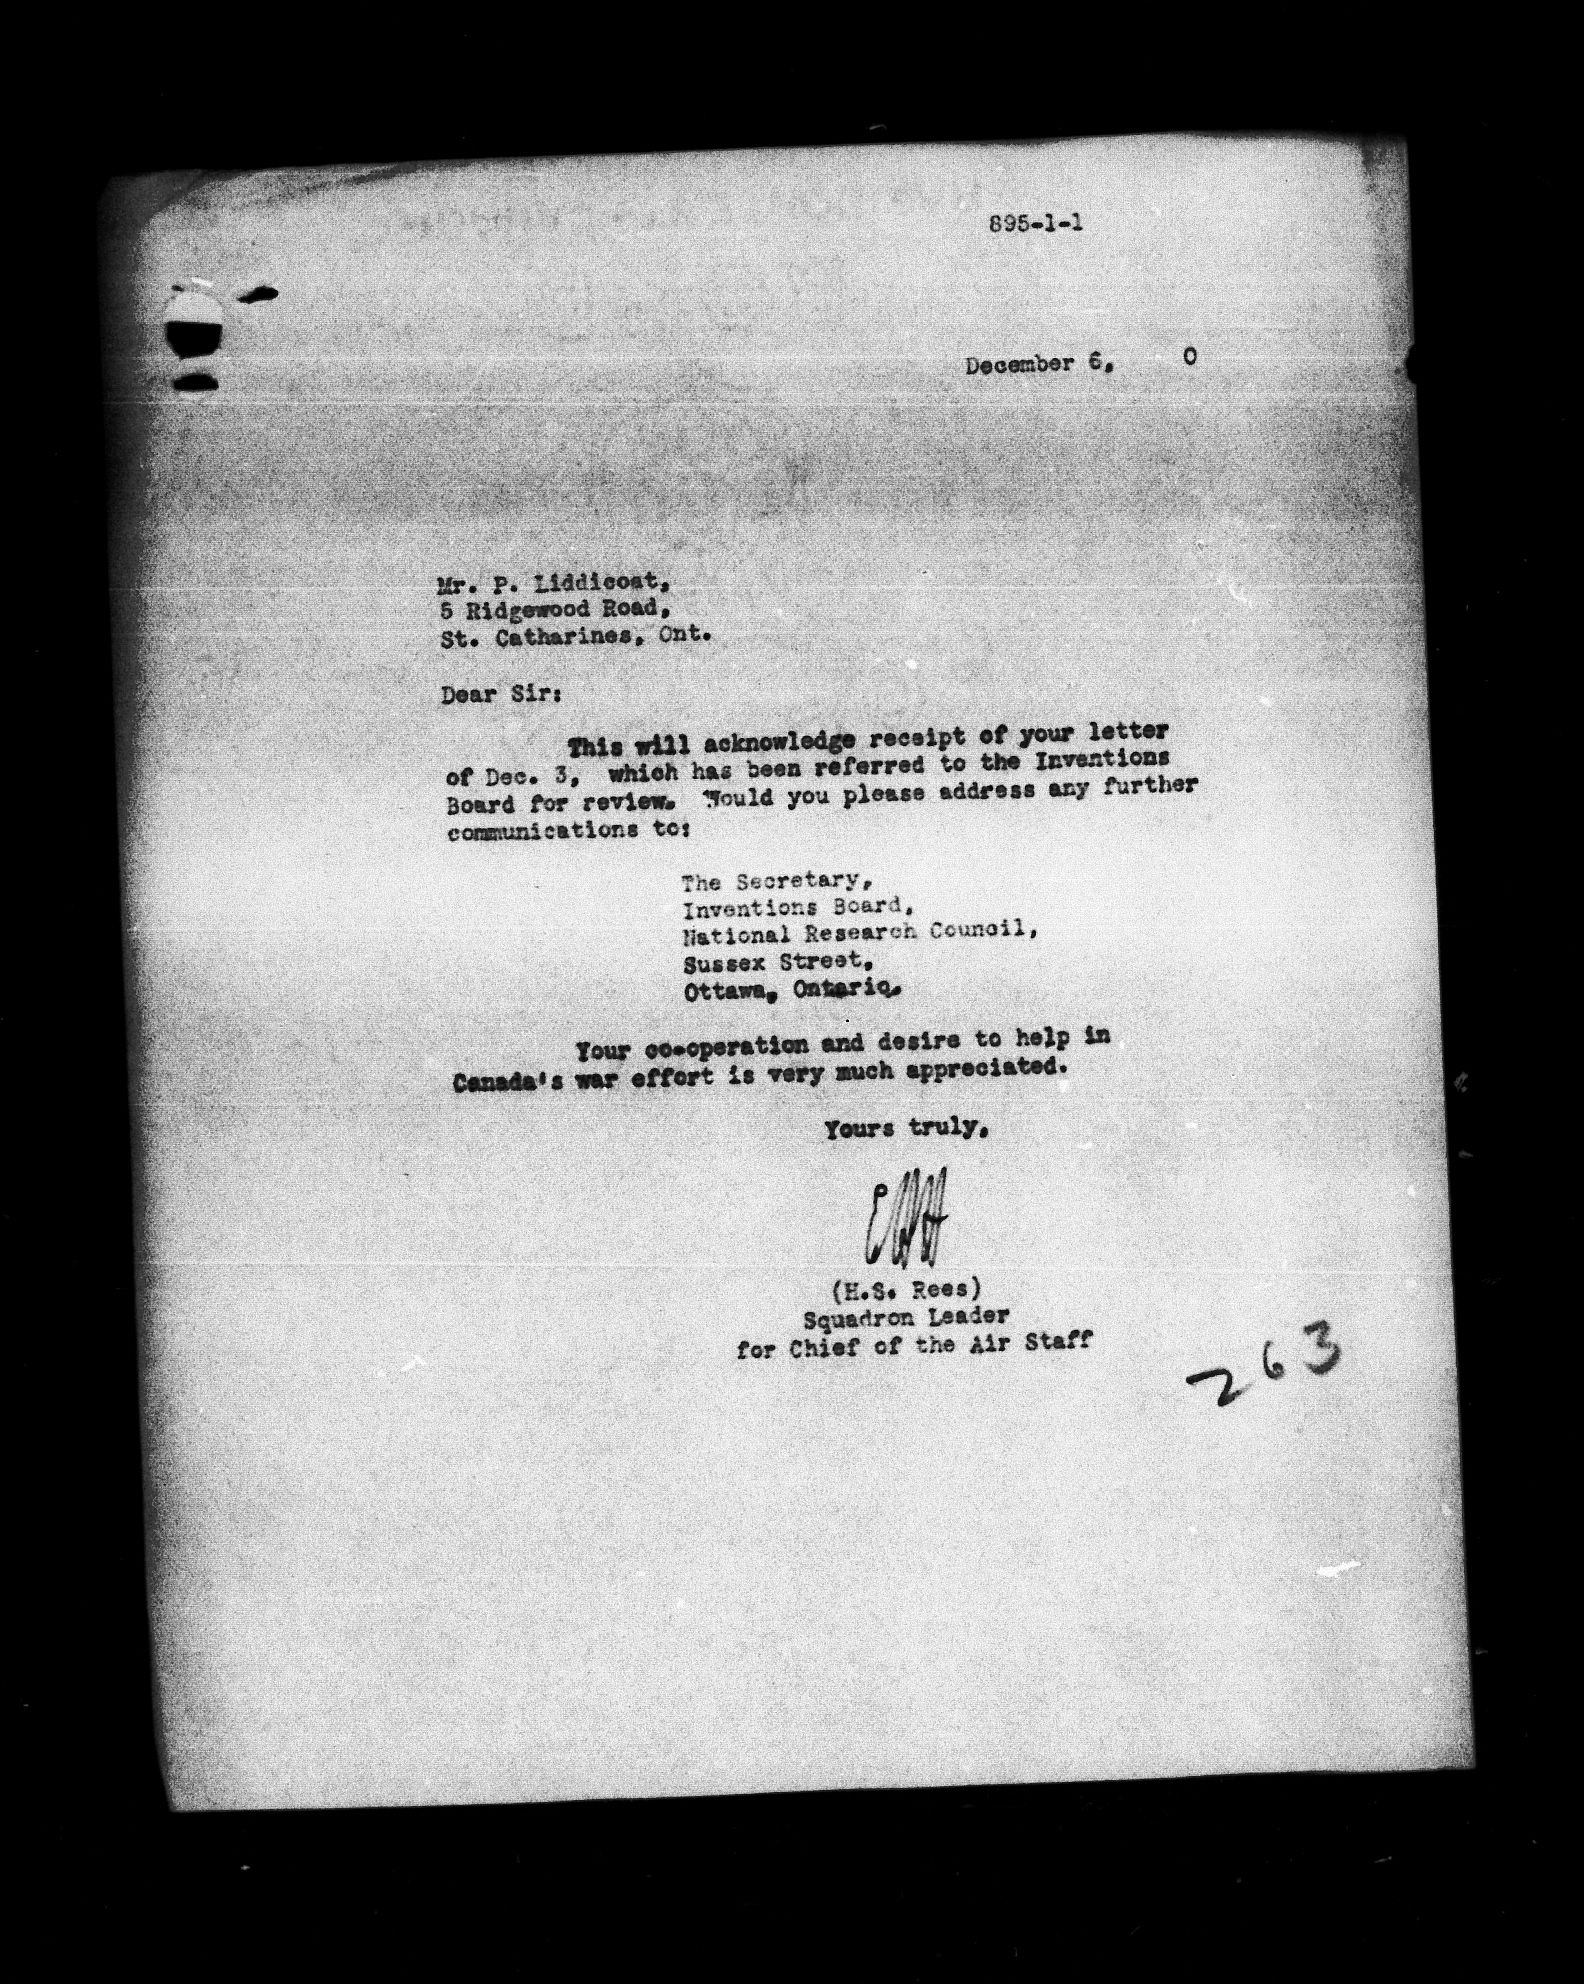 895-1-1
December 6, 0
Mr. P. Liddicoat,
5 Ridgewood Road,
St. Catharines, Ont.
Dear Sir:
This will acknowledge receipt of your letter
of Dec. 3, which has been referred to the Inventions
Board for review. Would you please address any further
communications to:
The Secretary,
Inventions Board,
National Research Council,
Sussex Street,
Ottawa, Ontario.
Your co-operation and desire to help in
Canada's war effort is very much appreciated.
Yours truly,
(H.S. Rees)
Squadron Leader
for Chief of the Air Staff
263